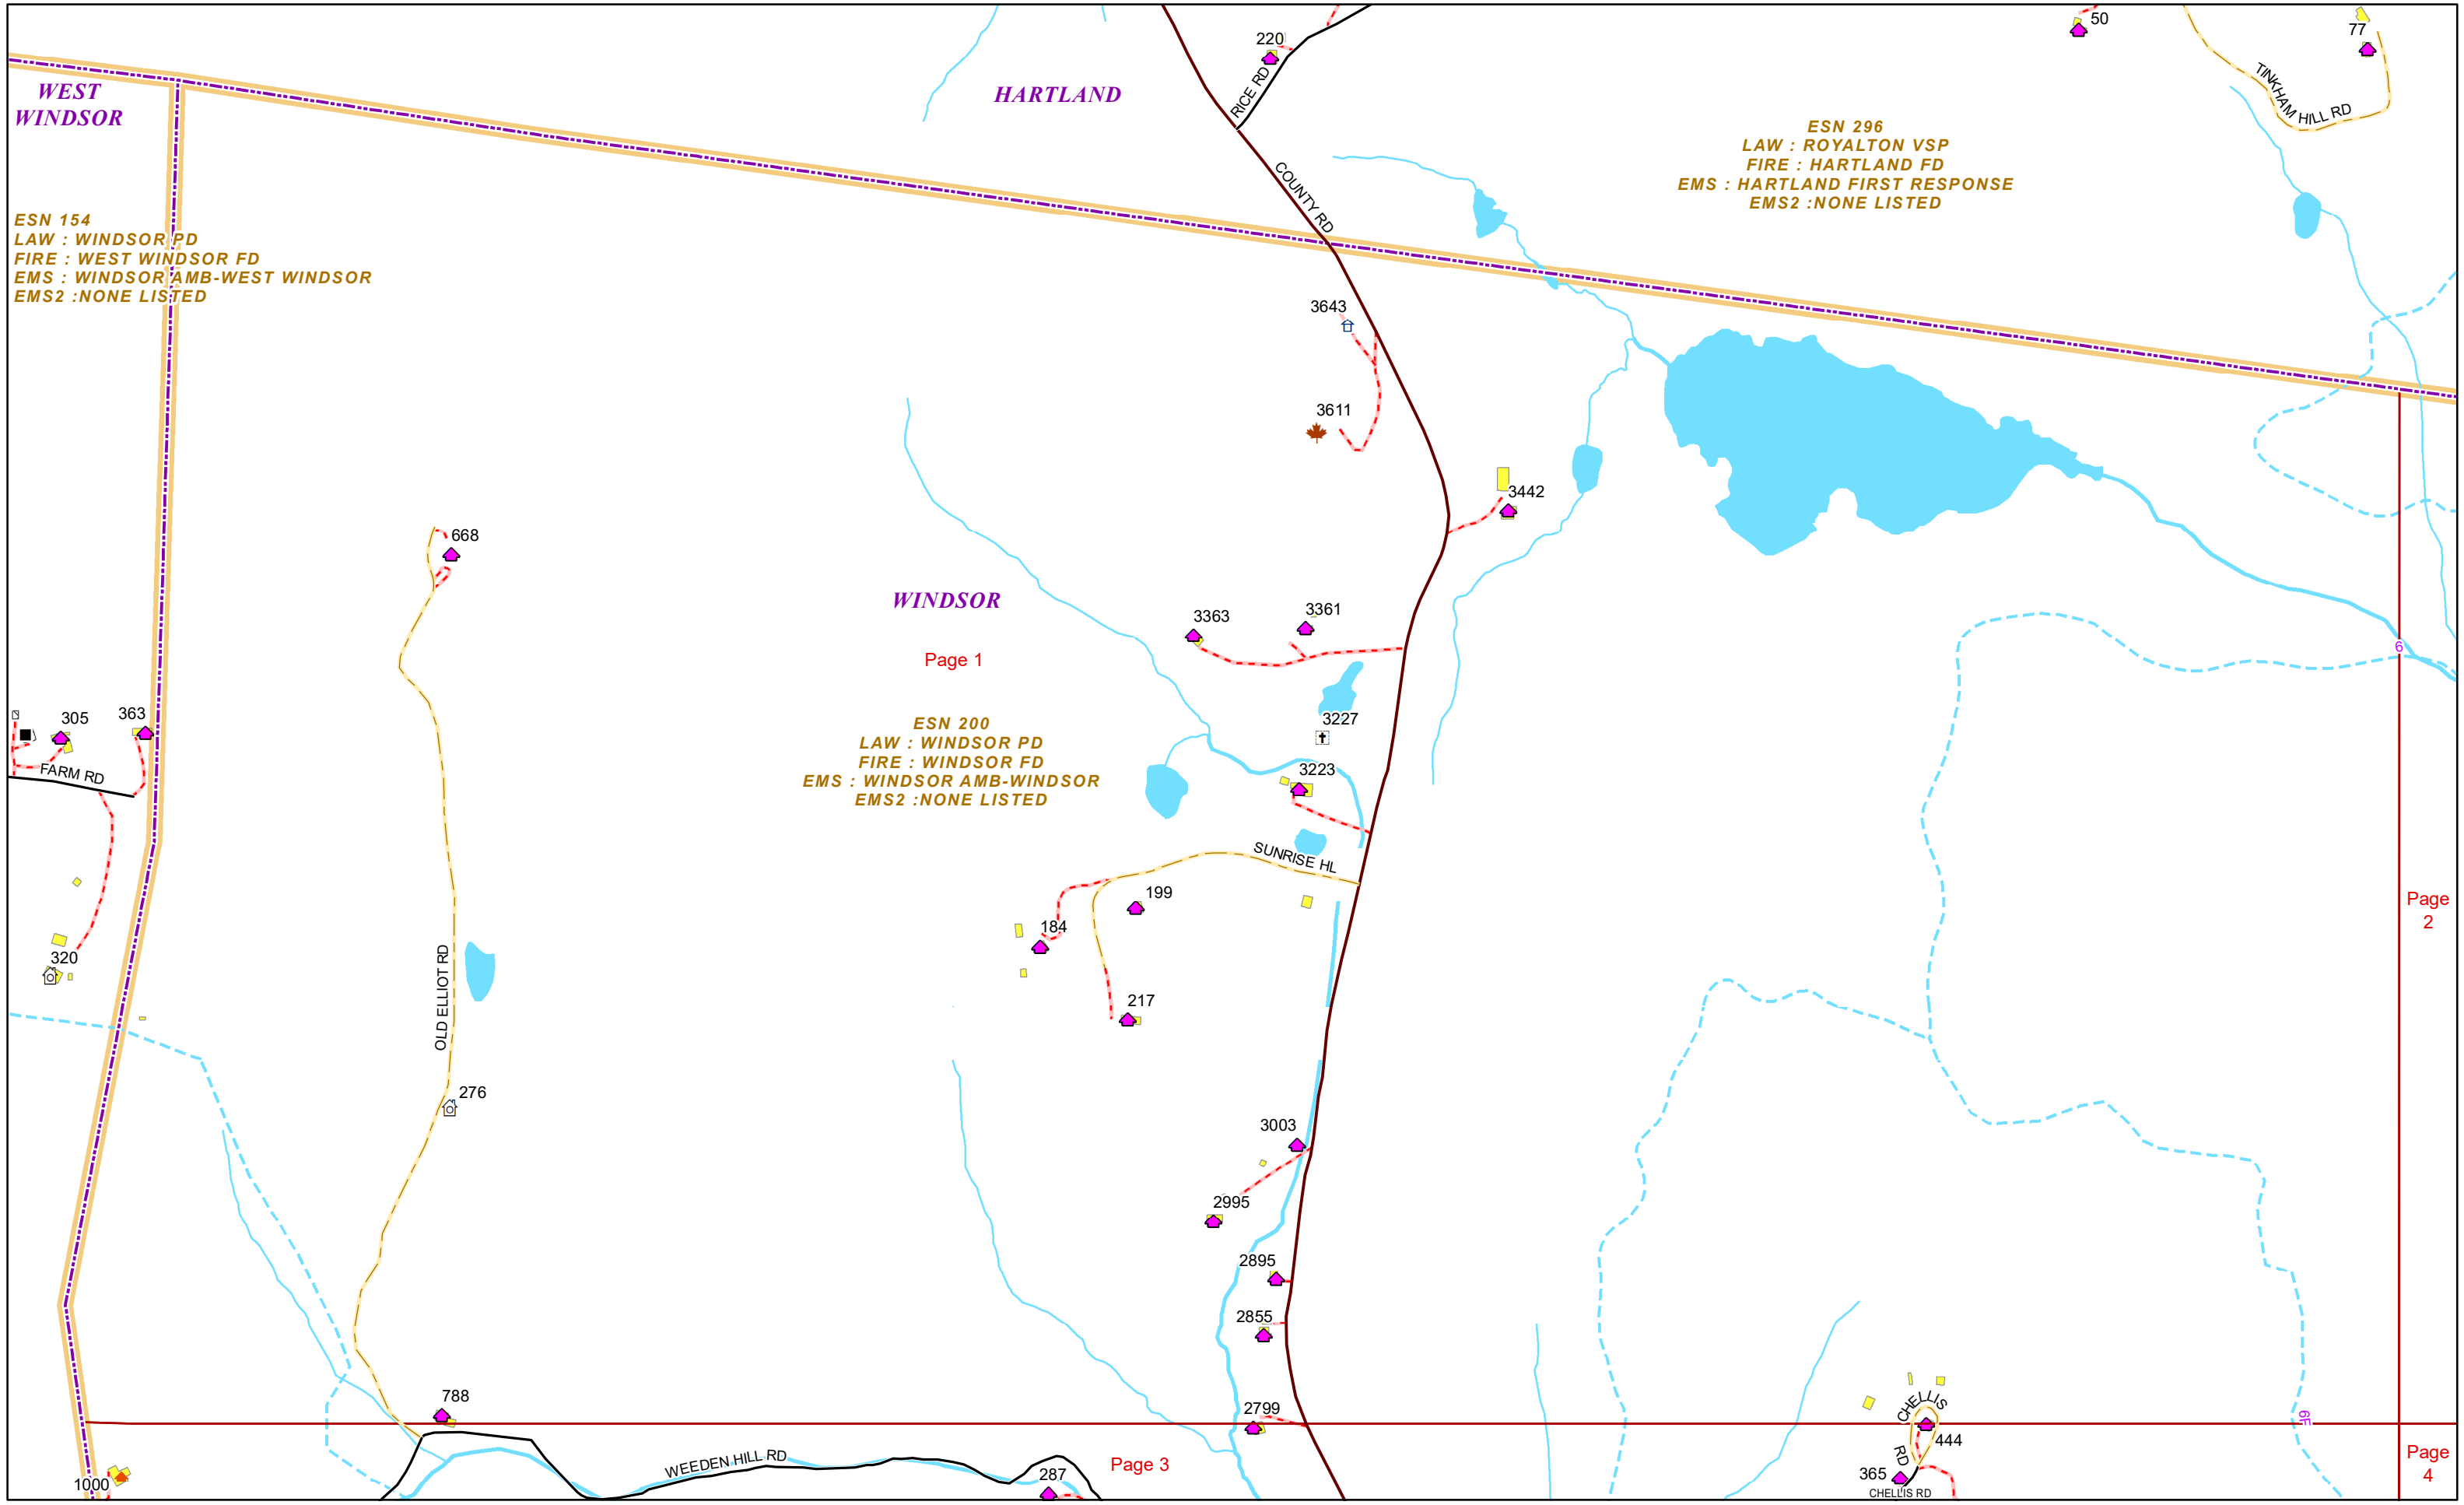 50
77
220
WEST
WINDSOR
HARTLAND
RICE RD
TINKHAM HILL RD
ESN 296
LAW : ROYALTON VSP
FIRE : HARTLAND FD
EMS : HARTLAND FIRST RESPONSE
EMS2 :NONE LISTED
COUNTY RD
ESN 154
LAW : WINDSOR PD
FIRE : WEST WINDSOR FD
EMS : WINDSOR AMB-WEST WINDSOR
EMS2 :NONE LISTED
3643
3611
3442
668
WINDSOR
3363
3361
Page 1
6
305
363
3227
ESN 200
LAW : WINDSOR PD
FIRE : WINDSOR FD
EMS : WINDSOR AMB-WINDSOR
EMS2 :NONE LISTED
FARM RD
3223
SUNRISE HL
199
184
Page
2
320
OLD ELLIOT RD
217
276
3003
2995
2895
2855
788
2799
CHELLIS
RD
6F
444
WEEDEN HILL RD
Page 3
Page
4
287
365
1000
CHELLIS RD